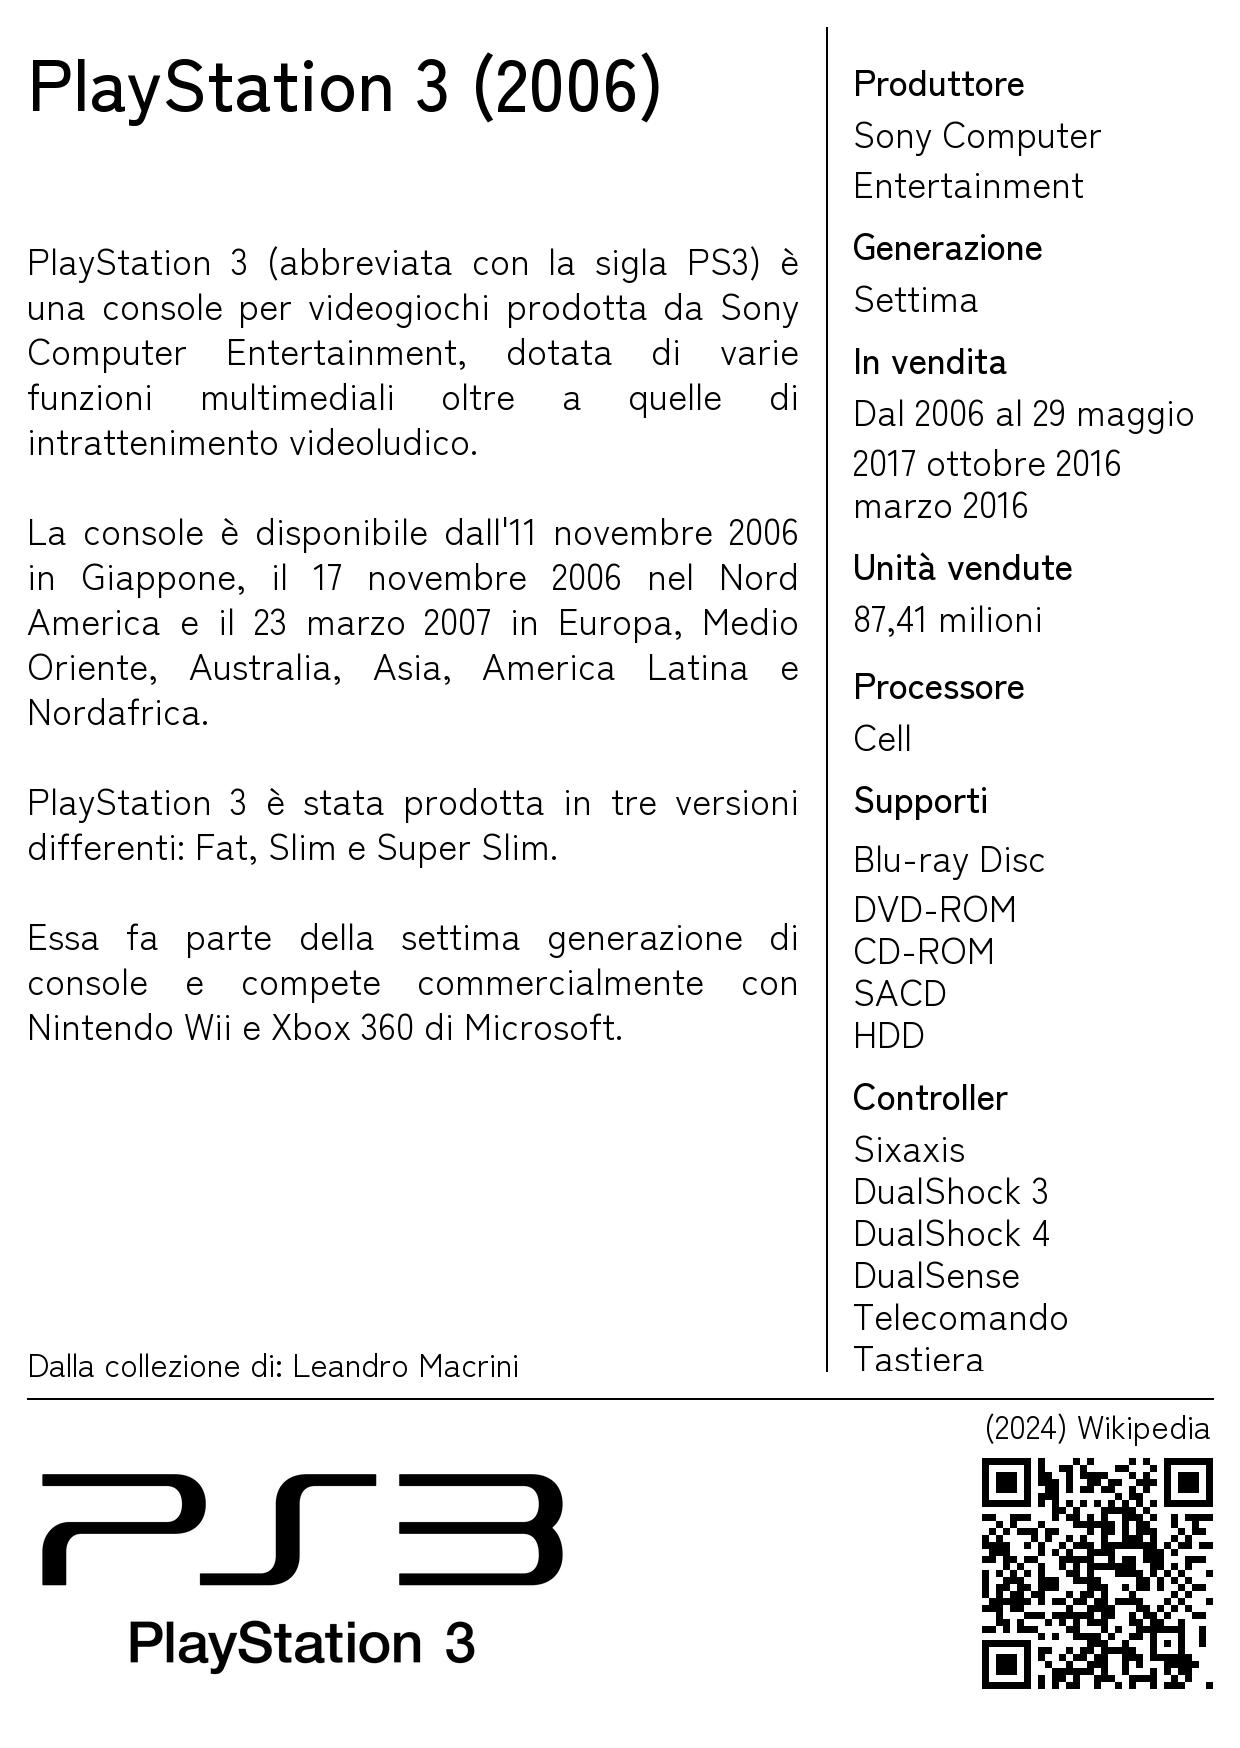 PlayStation 3 (2006)
PlayStation 3 (abbreviata con la sigla PS3) è
una console per videogiochi prodotta da Sony
Computer Entertainment, dotata di varie
funzioni multimediali oltre a quelle di
intrattenimento videoludico.
La console è disponibile dall'11 novembre 2006
in Giappone, il 17 novembre 2006 nel Nord
America e il 23 marzo 2007 in Europa, Medio
Oriente, Australia, Asia, America Latina e
Nordafrica.
PlayStation 3 è stata prodotta in tre versioni
differenti: Fat, Slim e Super Slim.
Essa fa parte della settima generazione di
console e compete commercialmente con
Nintendo Wii e Xbox 360 di Microsoft.
Dalla collezione di: Leandro Macrini
Produttore
Sony Computer
Entertainment
Generazione
Settima
In vendita
Dal 2006 al 29 maggio
2017 ottobre 2016
marzo 2016
Unità vendute
87,41 milioni
Processore
Cell
Supporti
Blu-ray Disc
DVD-ROM
CD-ROM
SACD
HDD
Controller
Sixaxis
DualShock 3
DualShock 4
DualSense
Telecomando
Tastiera
(2024) Wikipedia
PS3
PlayStation 3